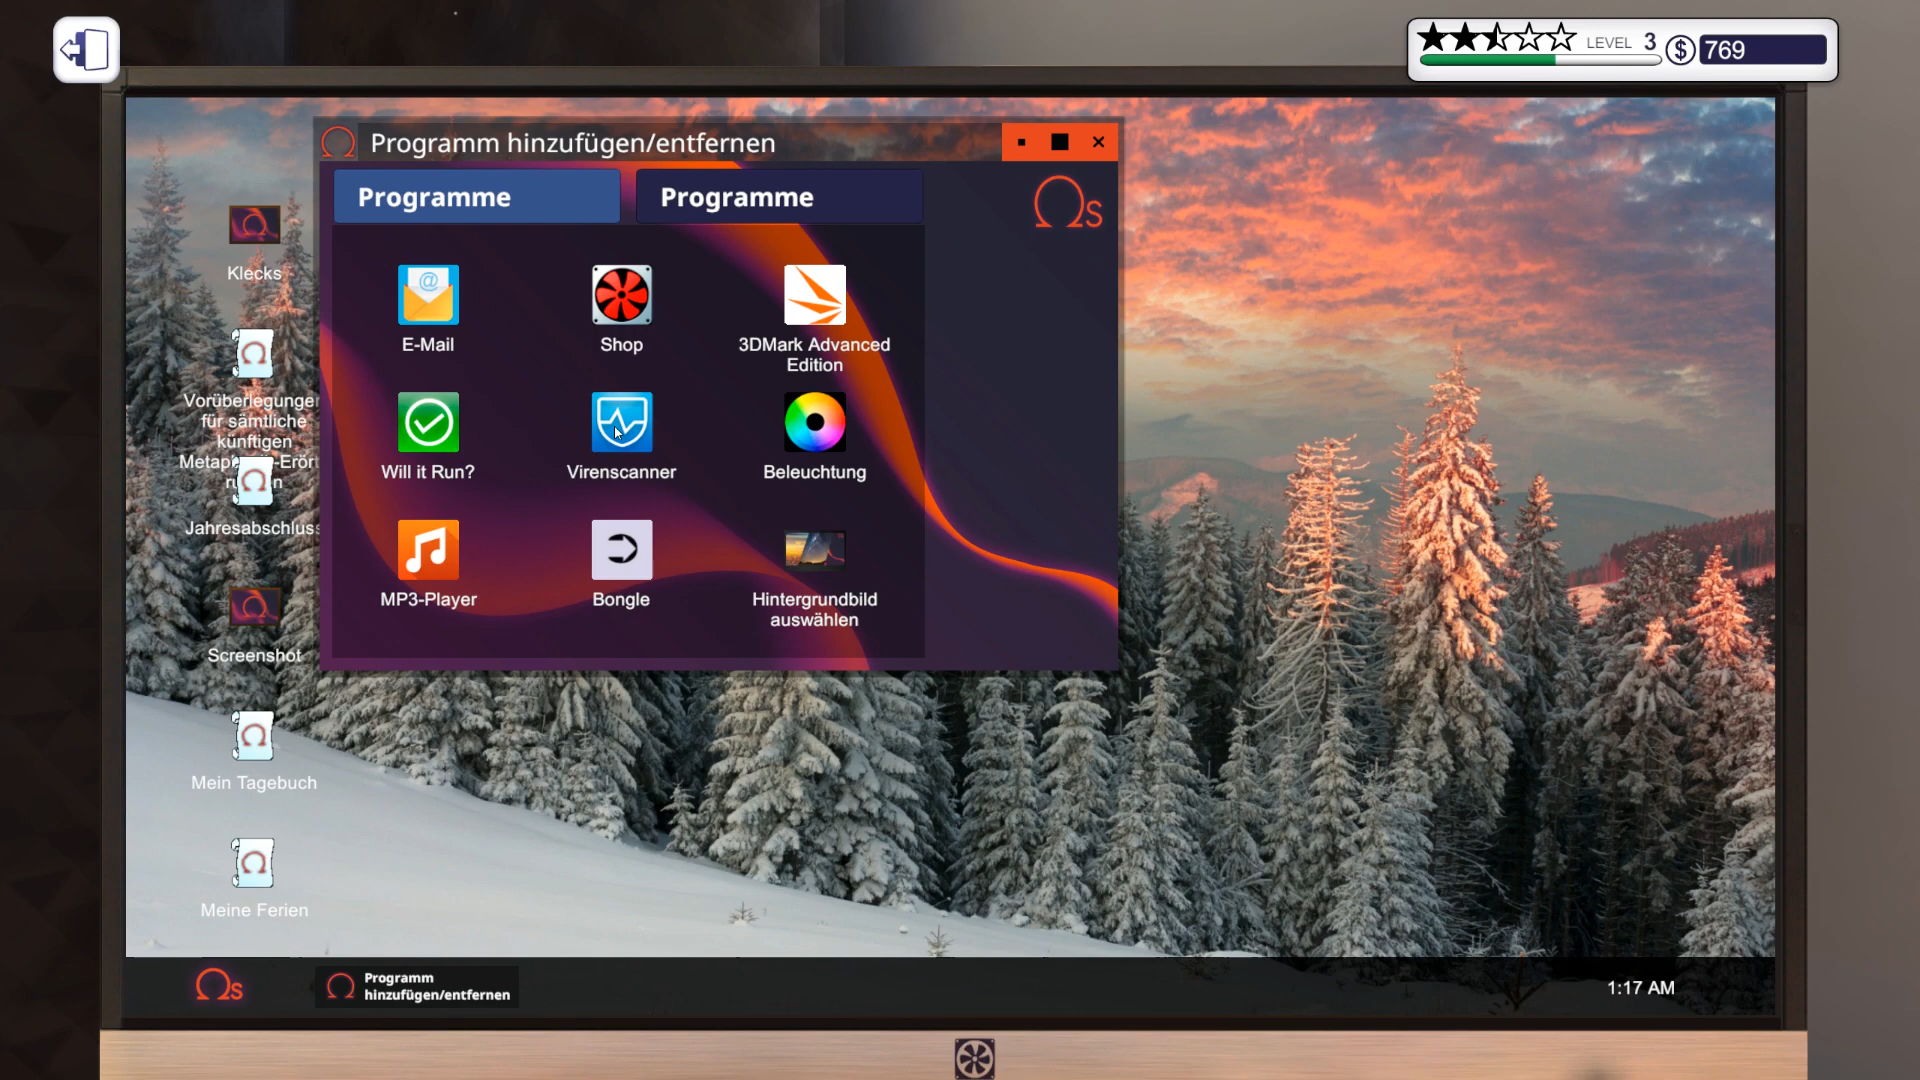 LEVEL 3
$ 769
Programm hinzufügen/entfernen
Programme
Programme
Ωs
E-Mail
Shop
3DMark Advanced
Edition
Will it Run?
Virenscanner
Beleuchtung
MP3-Player
Bongle
Hintergrundbild
auswählen
Klecks
für sämtliche
künftigen
Jahresabschluss
Screenshot
Mein Tagebuch
Meine Ferien
Ωs
Programm
hinzufügen/entfernen
1:17 AM